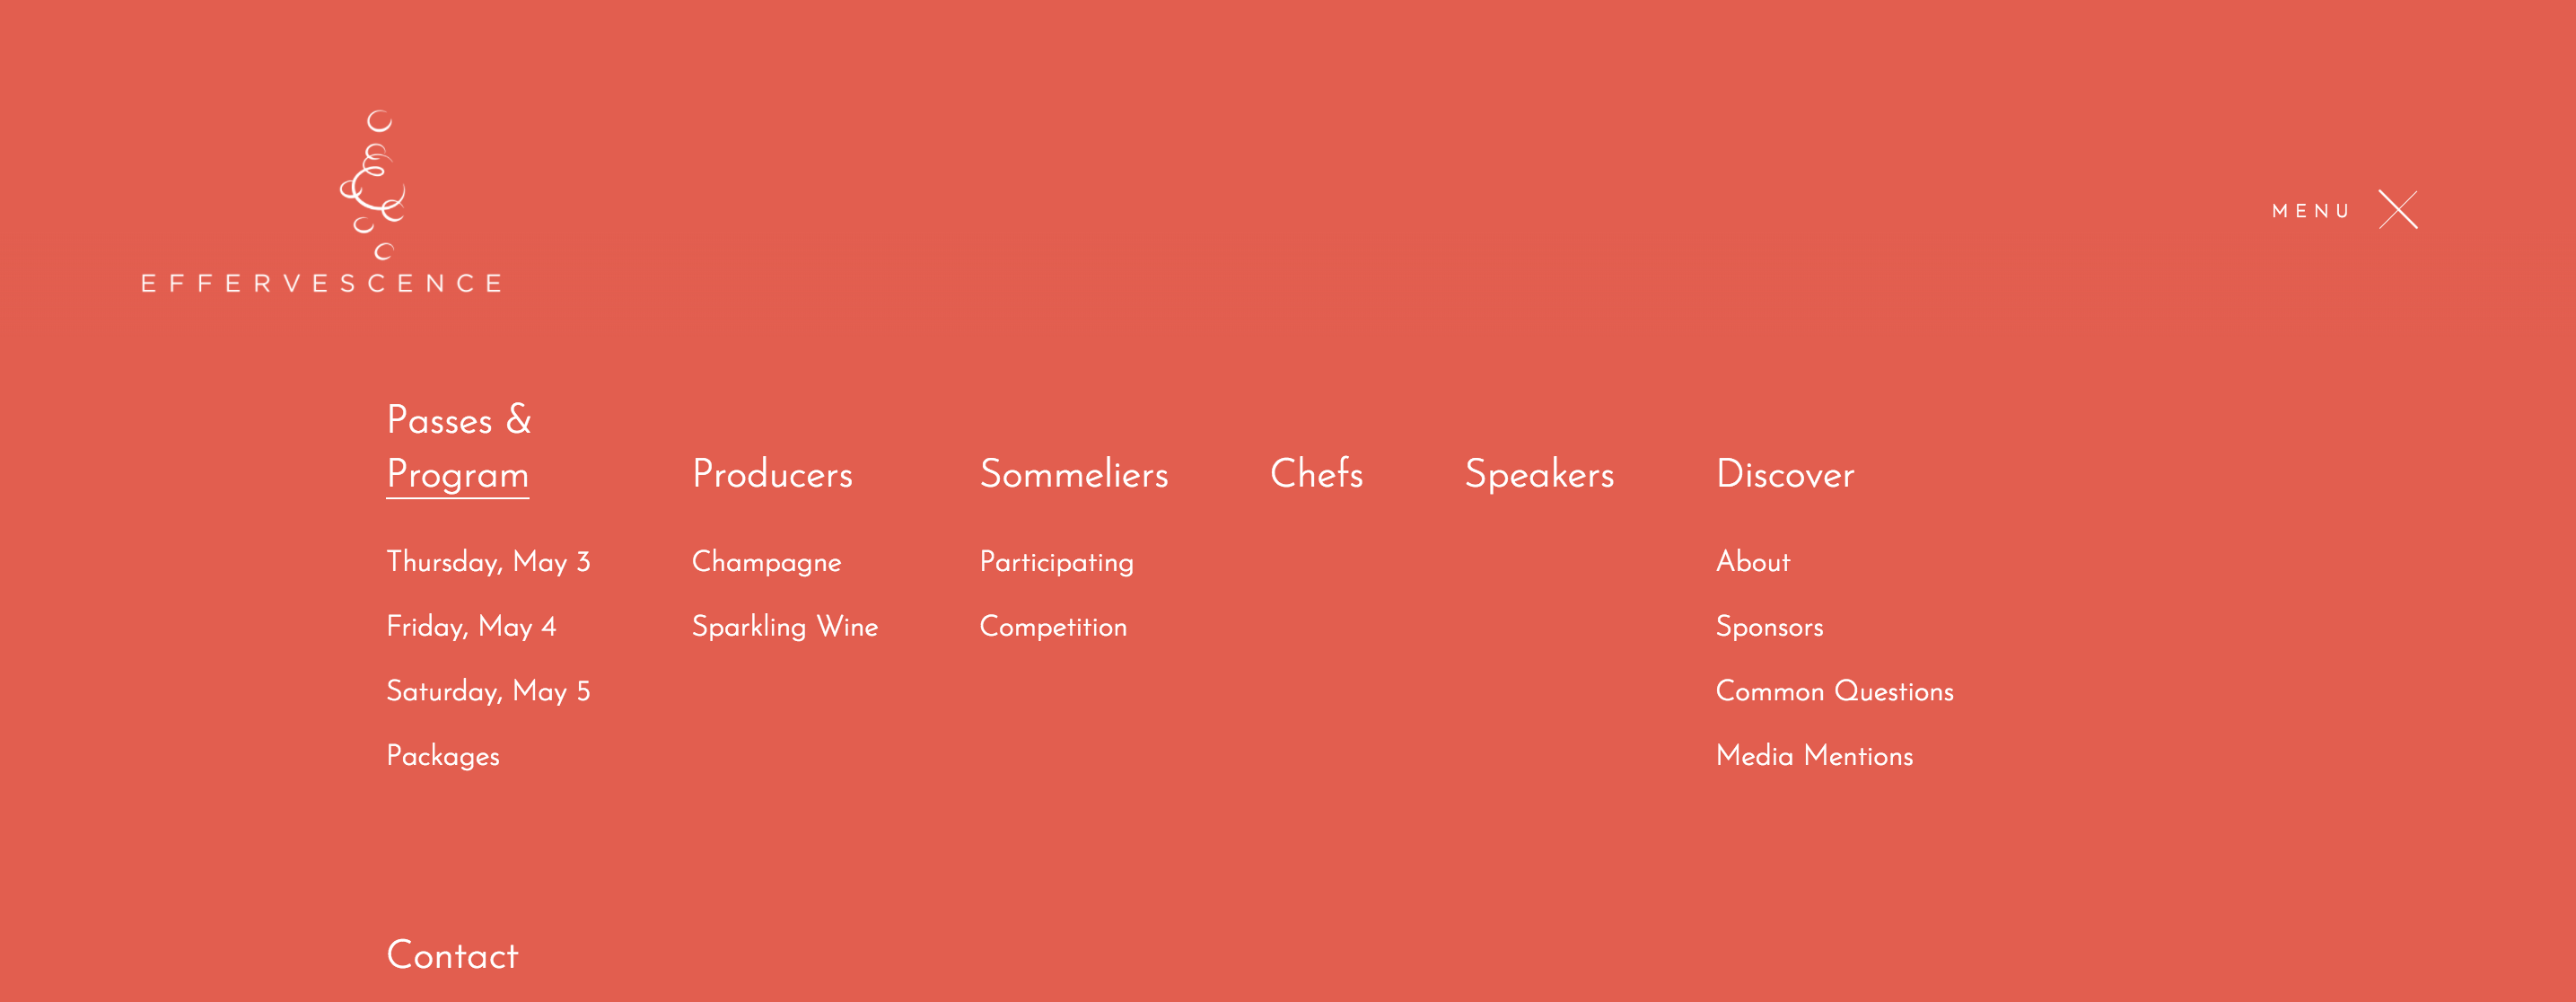 EFFERVESCENCE
MENU
Passes &
Program
Thursday, May 3
Friday, May 4
Saturday, May 5
Packages
Producers
Champagne
Sparkling Wine
Sommeliers
Participating
Competition
Chefs
Speakers
Discover
About
Sponsors
Common Questions
Media Mentions
Contact